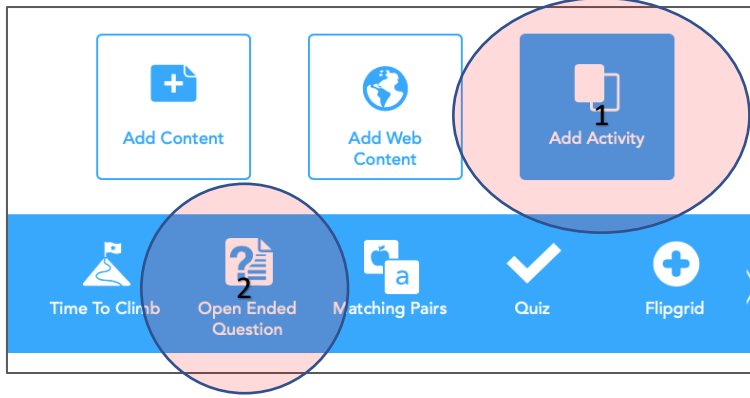 Add Content
Add Web
Content
1
Add Activity
2
a
Time To Climb
Open Ended
Question
Matching Pairs
Quiz
Flipgrid